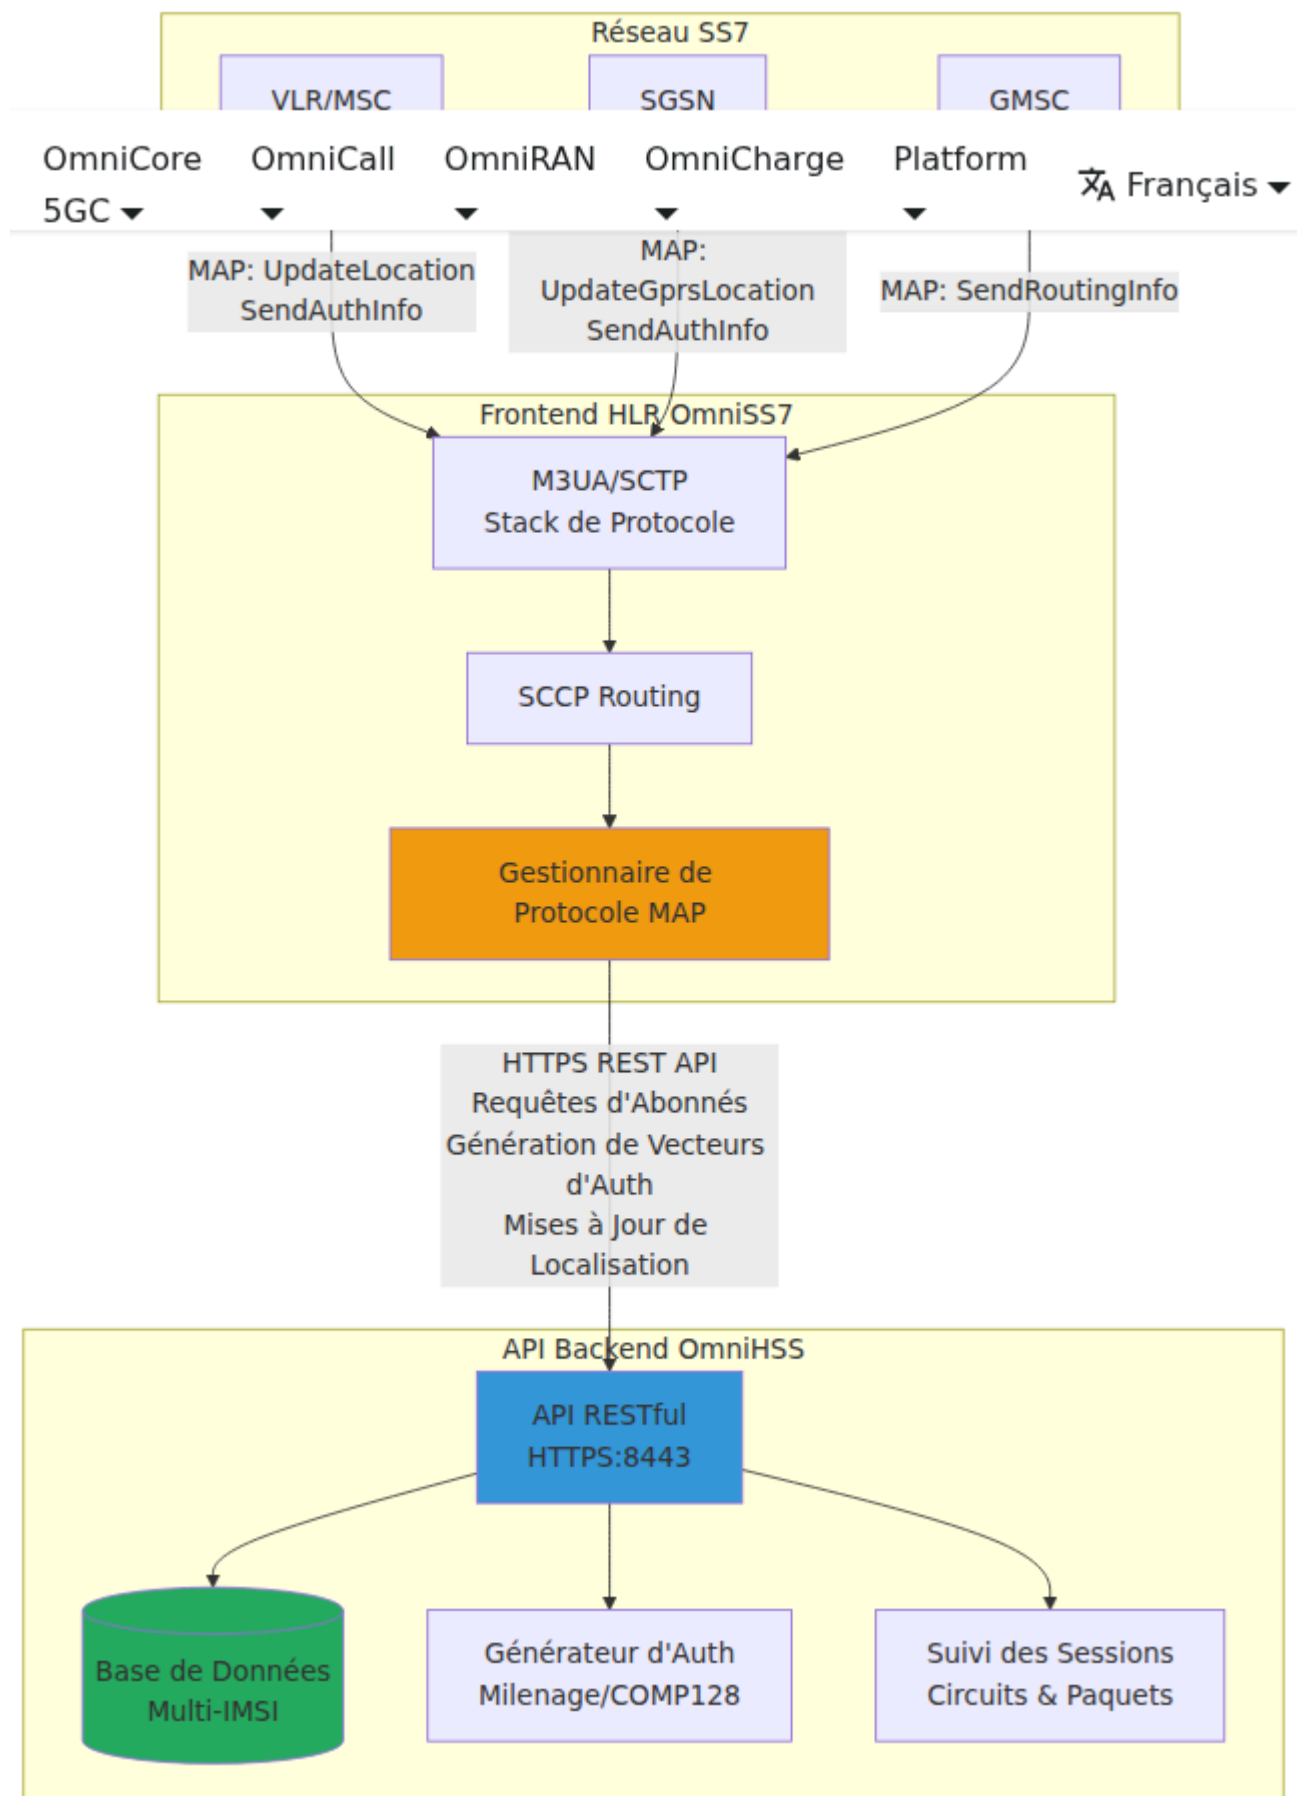 Réseau SS7
VLR/MSC
SGSN
GMSC
OmniCore
5GC
OmniCall
OmniRAN
OmniCharge
Platform
Français
MAP: UpdateLocation
SendAuthInfo
MAP:
UpdateGprsLocation
SendAuthInfo
MAP: SendRoutingInfo
Frontend HLR OmniSS7
M3UA/SCTP
Stack de Protocole
SCCP Routing
Gestionnaire de
Protocole MAP
HTTPS REST API
Requêtes d'Abonnés
Génération de Vecteurs
d'Auth
Mises à Jour de
Localisation
API Backend OmniHSS
API RESTful
HTTPS:8443
Base de Données
Multi-IMSI
Générateur d'Auth
Milenage/COMP128
Suivi des Sessions
Circuits & Paquets